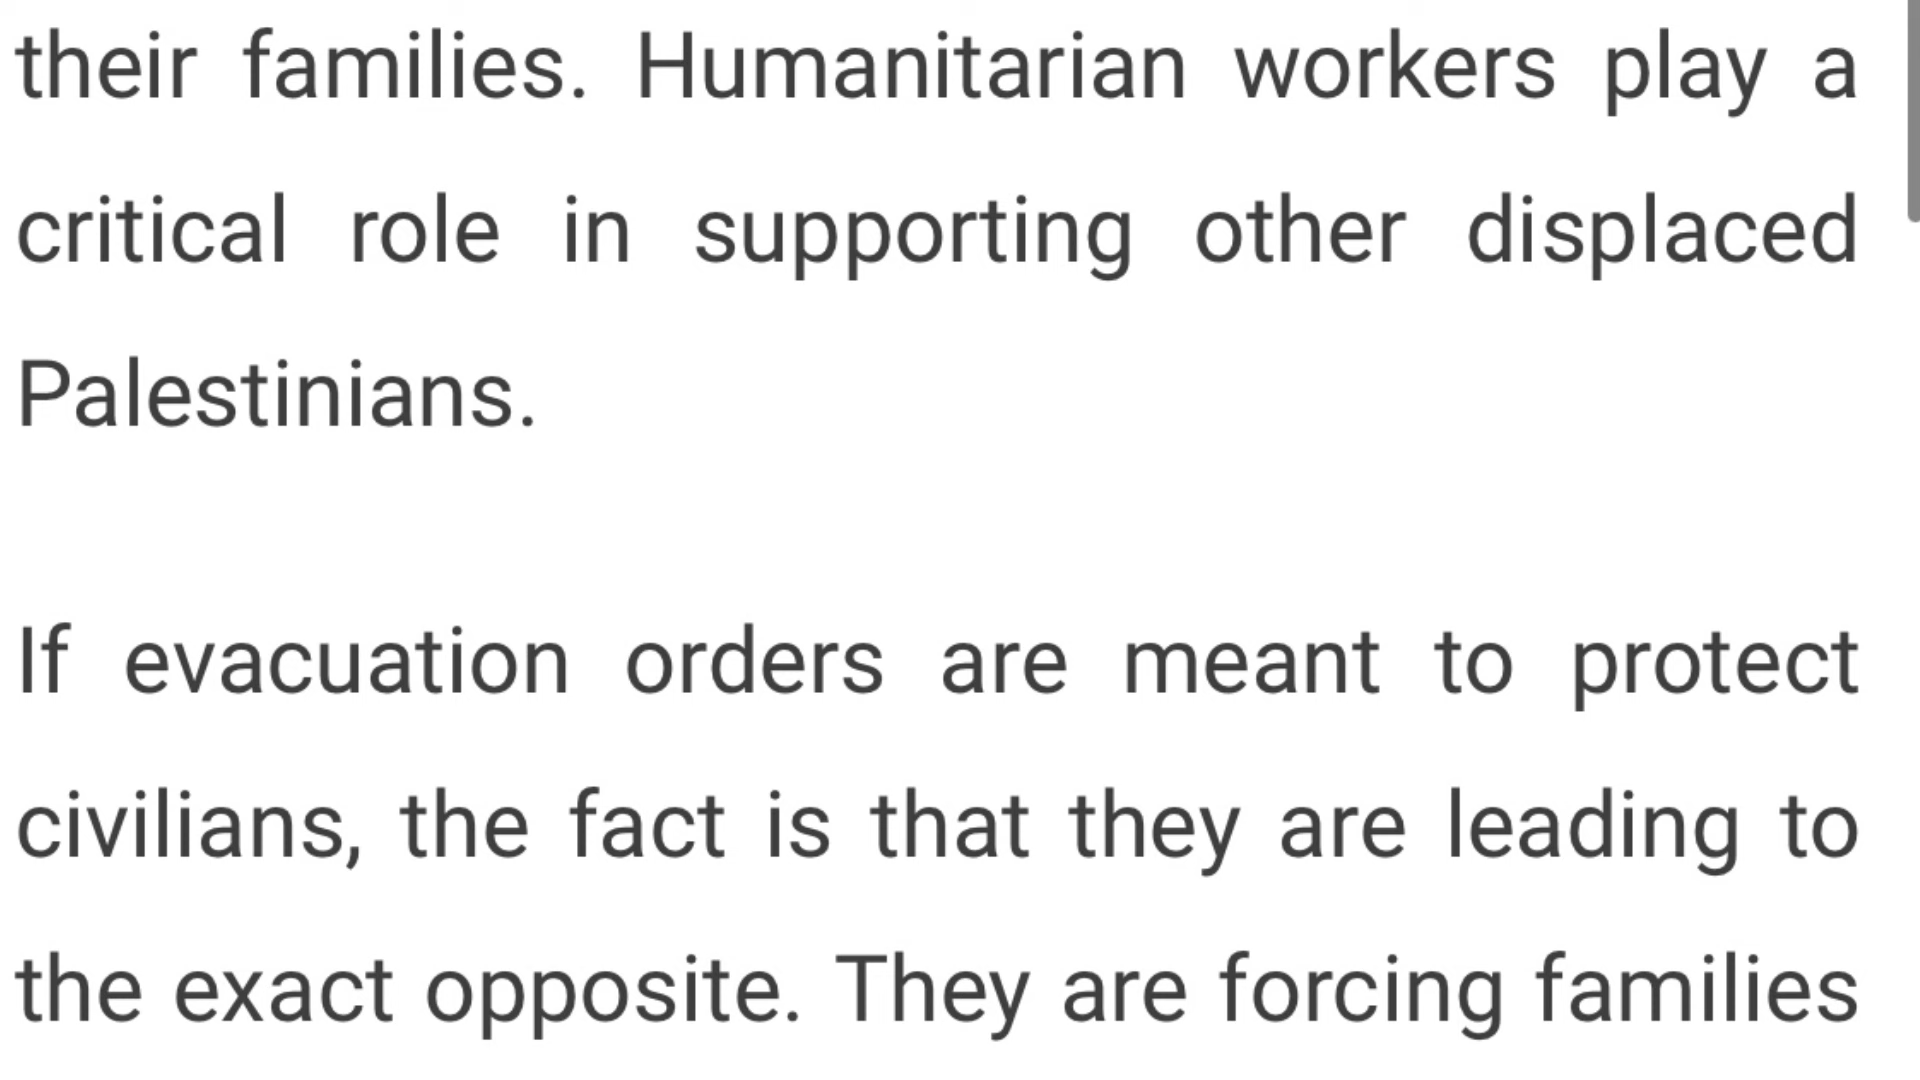 their families. Humanitarian workers play a
critical role in supporting other displaced
Palestinians.
If evacuation orders are meant to protect
civilians, the fact is that they are leading to
the exact opposite. They are forcing families